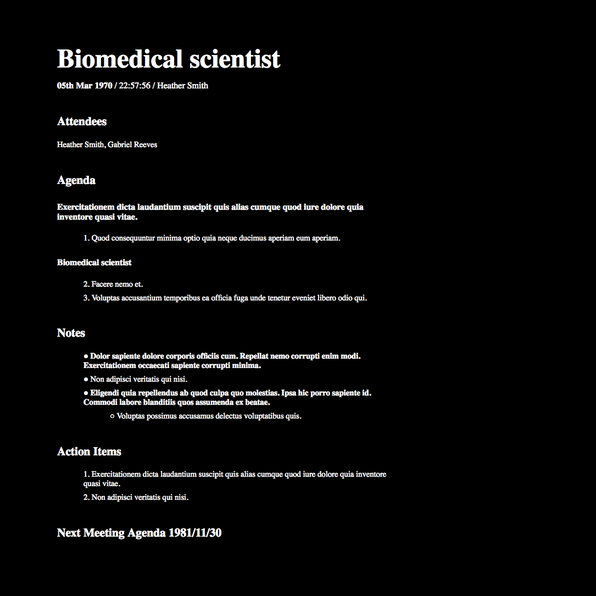 Biomedical scientist
05th Mar 1970 / 22:57:56 / Heather Smith
Attendees
Heather Smith, Gabriel Reeves
Agenda
Exercitationem dicta laudantium suscipit quis alias cumque quod iure dolore quia
inventore quasi vitae.
1. Quod consequuntur minima optio quia neque ducimus aperiam eum aperiam.
Biomedical scientist
2. Facere nemo et.
3. Voluptas accusantium temporibus ea officia fuga unde tenetur eveniet libero odio qui.
Notes
● Dolor sapiente dolore corporis officiis cum. Repellat nemo corrupti enim modi.
Exercitationem occaecati sapiente corrupti minima.
● Non adipisci veritatis qui nisi.
● Eligendi quia repellendus ab quod culpa quo molestias. Ipsa hic porro sapiente id.
Commodi labore blanditiis quos assumenda ex beatae.
○ Voluptas possimus accusamus delectus voluptatibus quis.
Action Items
1. Exercitationem dicta laudantium suscipit quis alias cumque quod iure dolore quia inventore
quasi vitae.
2. Non adipisci veritatis qui nisi.
Next Meeting Agenda 1981/11/30